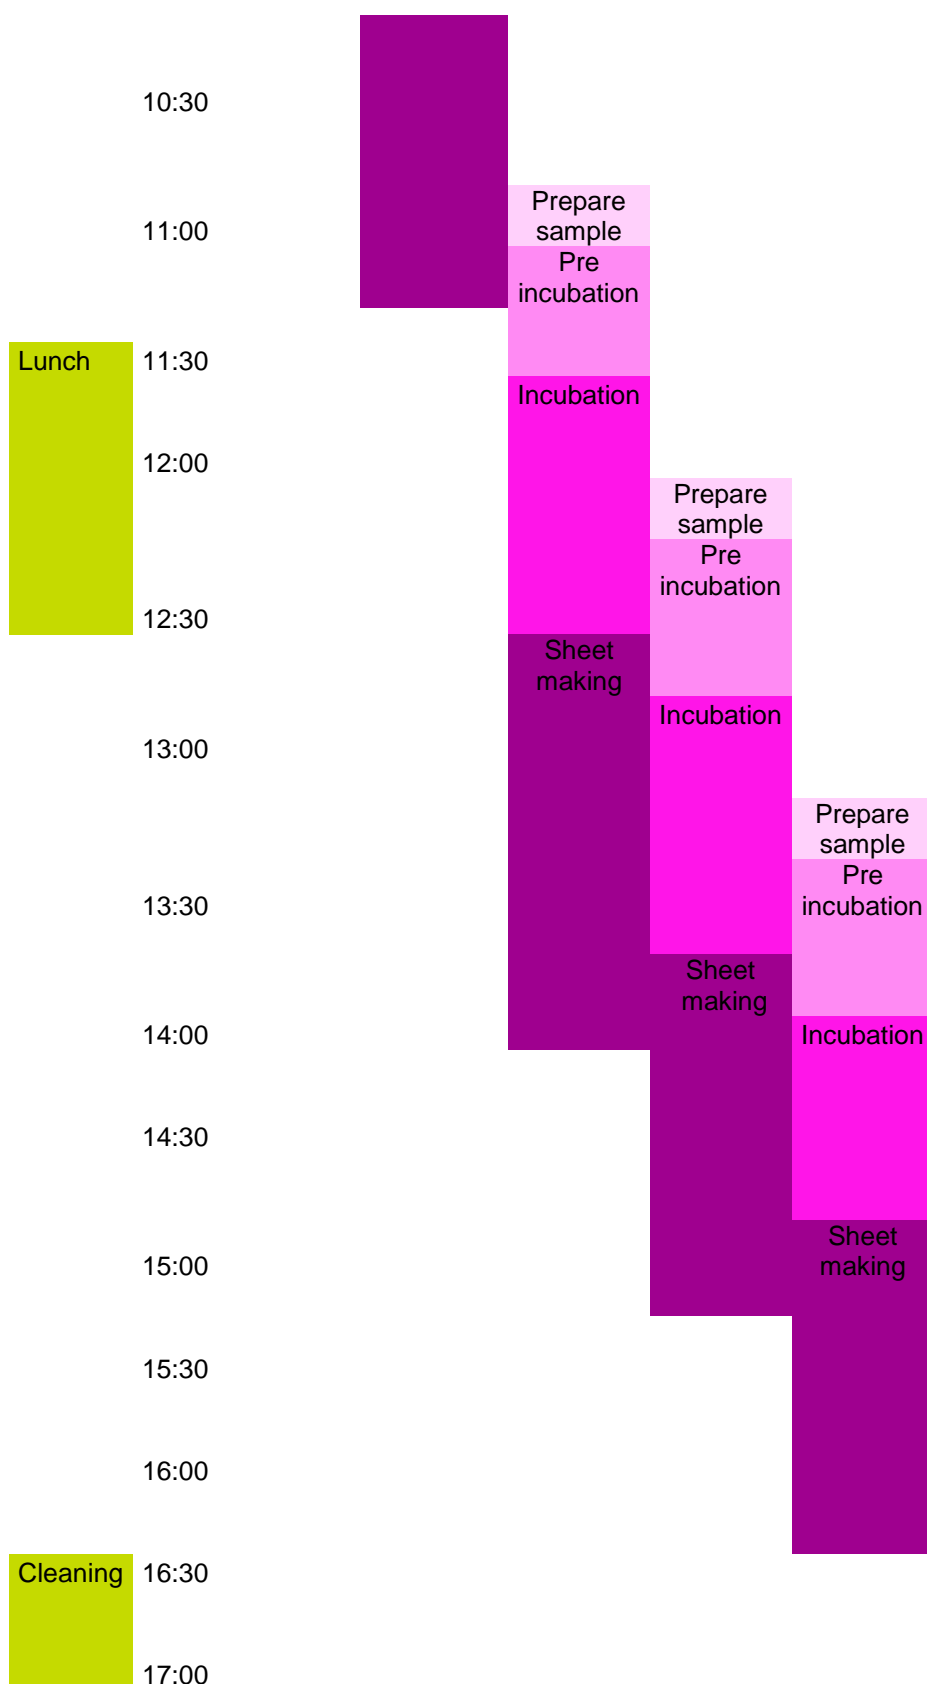 10:30
Prepare
sample
11:00
Pre
incubation
Lunch 11:30
Incubation
12:00
Prepare
sample
Pre
incubation
12:30
Sheet
making
Incubation
13:00
Prepare
sample
Pre
incubation
13:30
Sheet
making
14:00
Incubation
14:30
Sheet
making
15:00
15:30
16:00
Cleaning 16:30
17:00